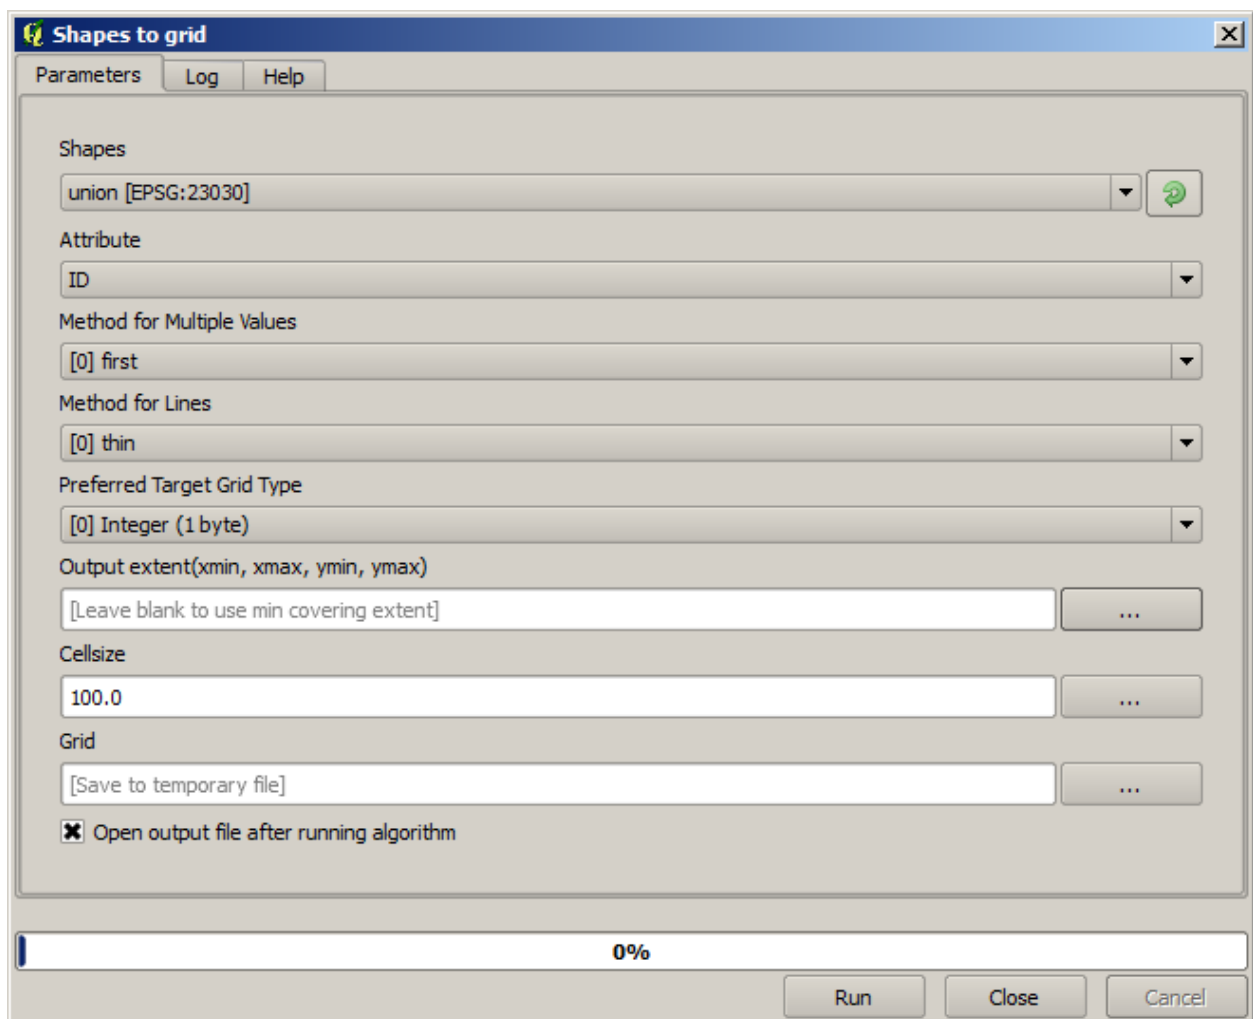 Shapes to grid
Parameters Log Help
Shapes
union [EPSG:23030]
Attribute
ID
Method for Multiple Values
[0] first
Method for Lines
[0] thin
Preferred Target Grid Type
[0] Integer (1 byte)
Output extent(xmin, xmax, ymin, ymax)
[Leave blank to use min covering extent] ...
Cellsize
100.0 ...
Grid
[Save to temporary file] ...
Open output file after running algorithm
0%
Run Close Cancel